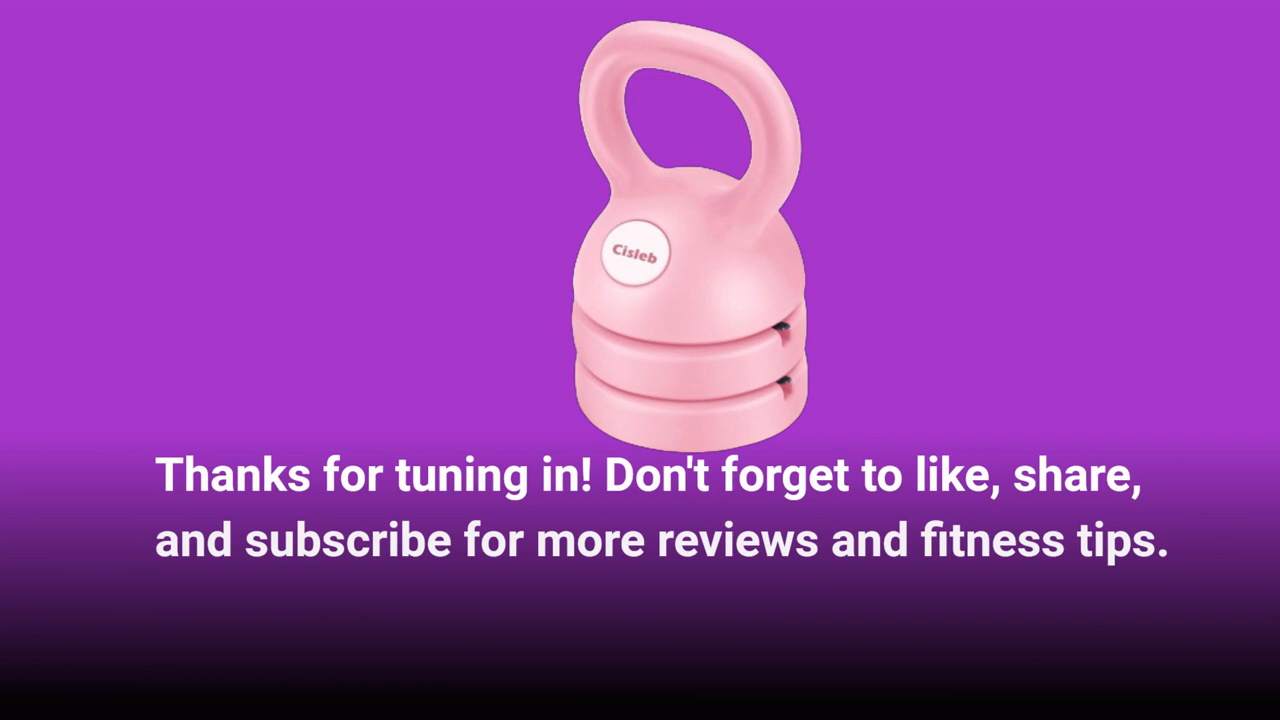 Cisleb
Thanks for tuning in! Don't forget to like, share,
and subscribe for more reviews and fitness tips.